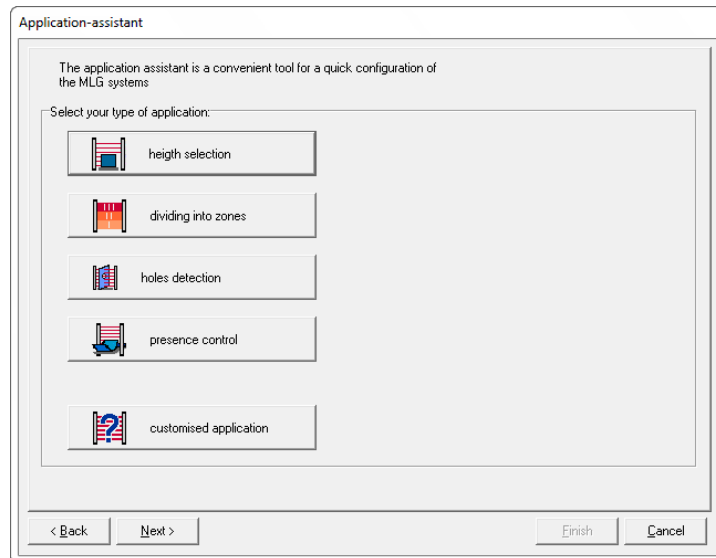 Application-assistant
The application assistant is a convenient tool for a quick configuration of
the MLG systems
Select your type of application:
heigth selection
dividing into zones
holes detection
presence control
customised application
< Back
Next >
Finish
Cancel